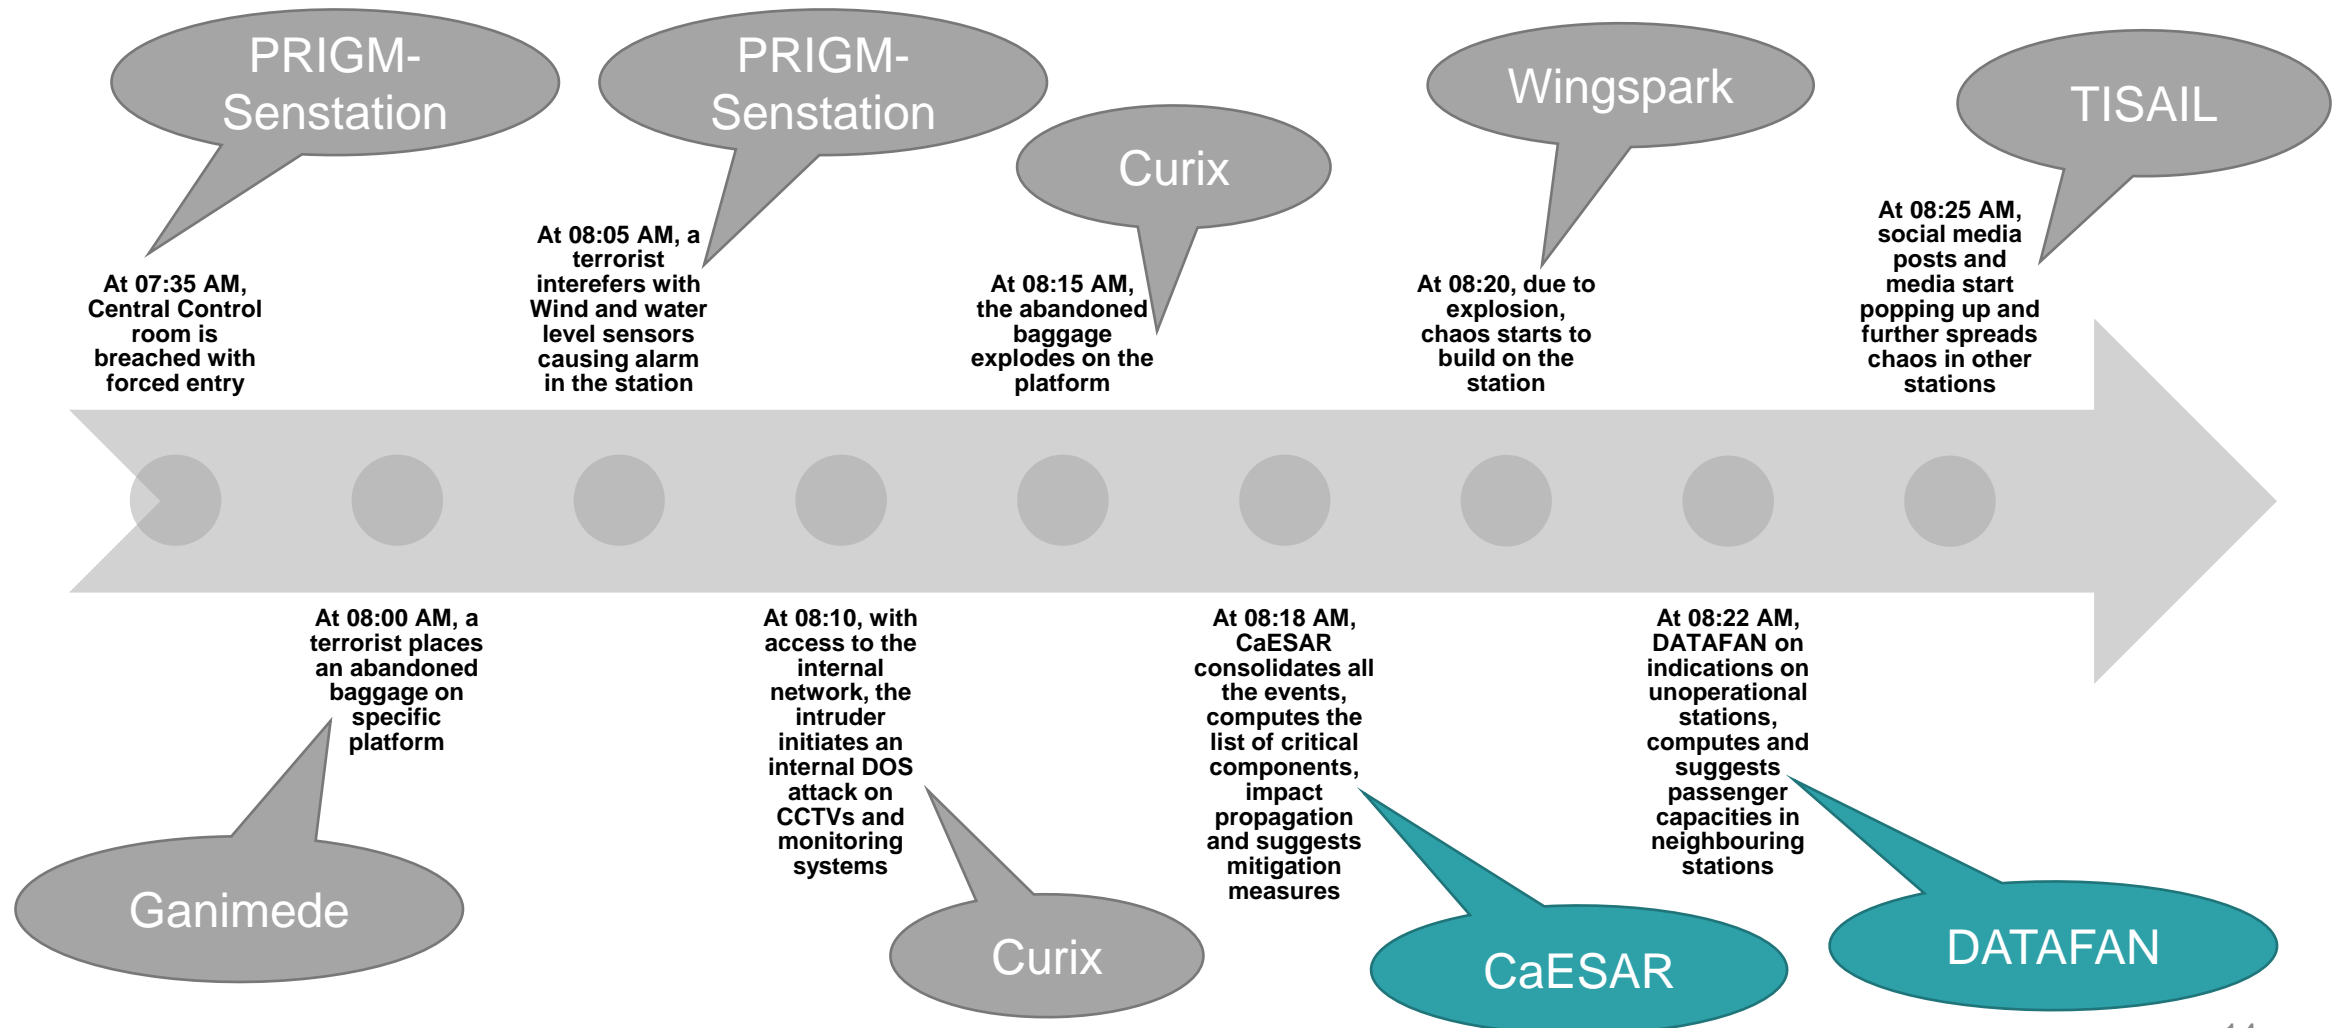 PRIGM-
Senstation
PRIGM-
Senstation
Curix
Wingspark
TISAIL
At 07:35 AM,
Central Control
room is
breached with
forced entry
At 08:05 AM, a
terrorist
interefers with
Wind and water
level sensors
causing alarm
in the station
At 08:15 AM,
the abandoned
baggage
explodes on the
platform
At 08:20, due to
explosion,
chaos starts to
build on the
station
At 08:25 AM,
social media
posts and
media start
popping up and
further spreads
chaos in other
stations
At 08:00 AM, a
terrorist places
an abandoned
baggage on
specific
platform
At 08:10, with
access to the
internal
network, the
intruder
initiates an
internal DOS
attack on
CCTVs and
monitoring
systems
At 08:18 AM,
CaESAR
consolidates all
the events,
computes the
list of critical
components,
impact
propagation
and suggests
mitigation
measures
At 08:22 AM,
DATAFAN on
indications on
unoperational
stations,
computes and
suggests
passenger
capacities in
neighbouring
stations
Ganimede
Curix
CaESAR
DATAFAN